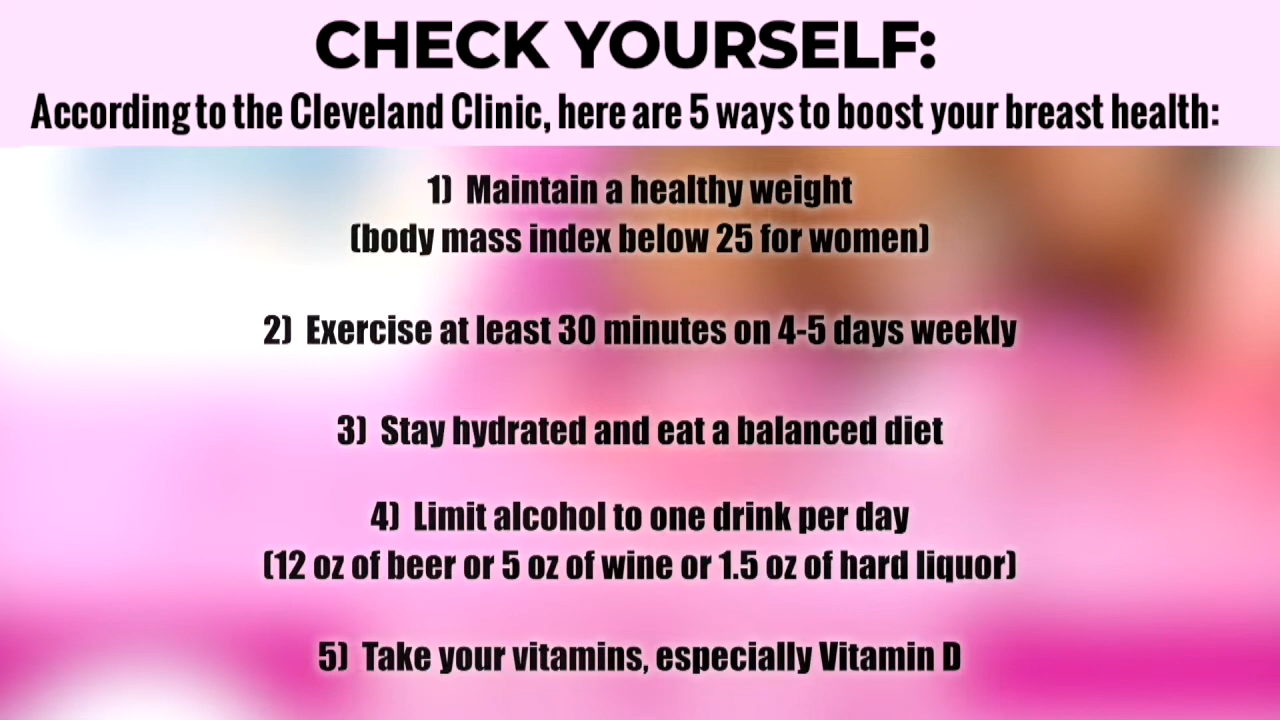 CHECK YOURSELF:
According to the Cleveland Clinic, here are 5 ways to boost your breast health:
1) Maintain a healthy weight
(body mass index below 25 for women)
2) Exercise at least 30 minutes on 4-5 days weekly
3) Stay hydrated and eat a balanced diet
4) Limit alcohol to one drink per day
(12 oz of beer or 5 oz of wine or 1.5 oz of hard liquor)
5) Take your vitamins, especially Vitamin D